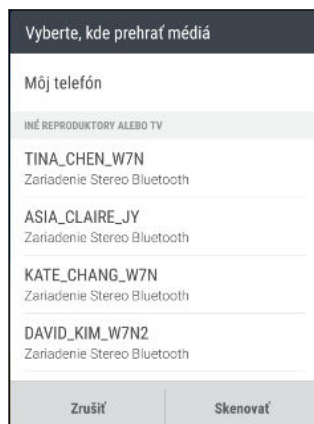 Vyberte, kde prehrať médiá
Môj telefón
INÉ REPRODUKTORY ALEBO TV
TINA_CHEN_W7N
Zariadenie Stereo Bluetooth
ASIA_CLAIRE_JY
Zariadenie Stereo Bluetooth
KATE_CHANG_W7N
Zariadenie Stereo Bluetooth
DAVID_KIM_W7N2
Zariadenie Stereo Bluetooth
Zrušiť Skenovať